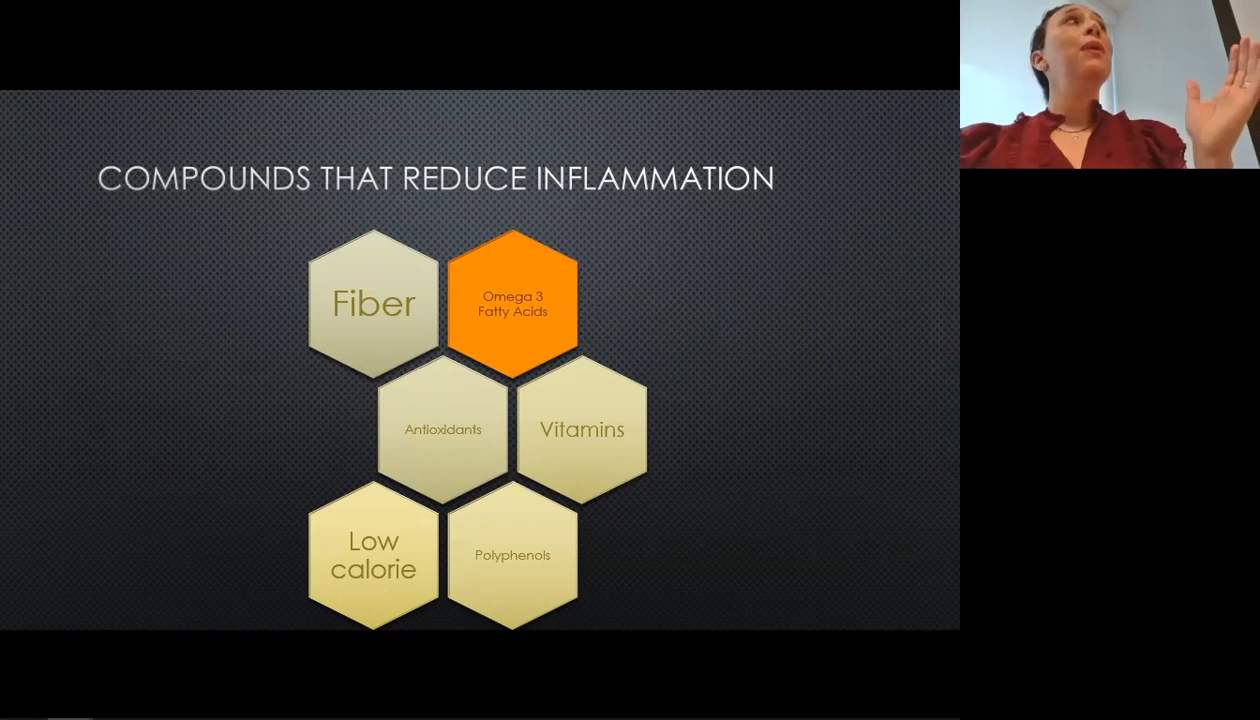 COMPOUNDS THAT REDUCE INFLAMMATION
Fiber
Omega 3
Fatty Acids
Antioxidants
Vitamins
Low
calorie
Polyphenols